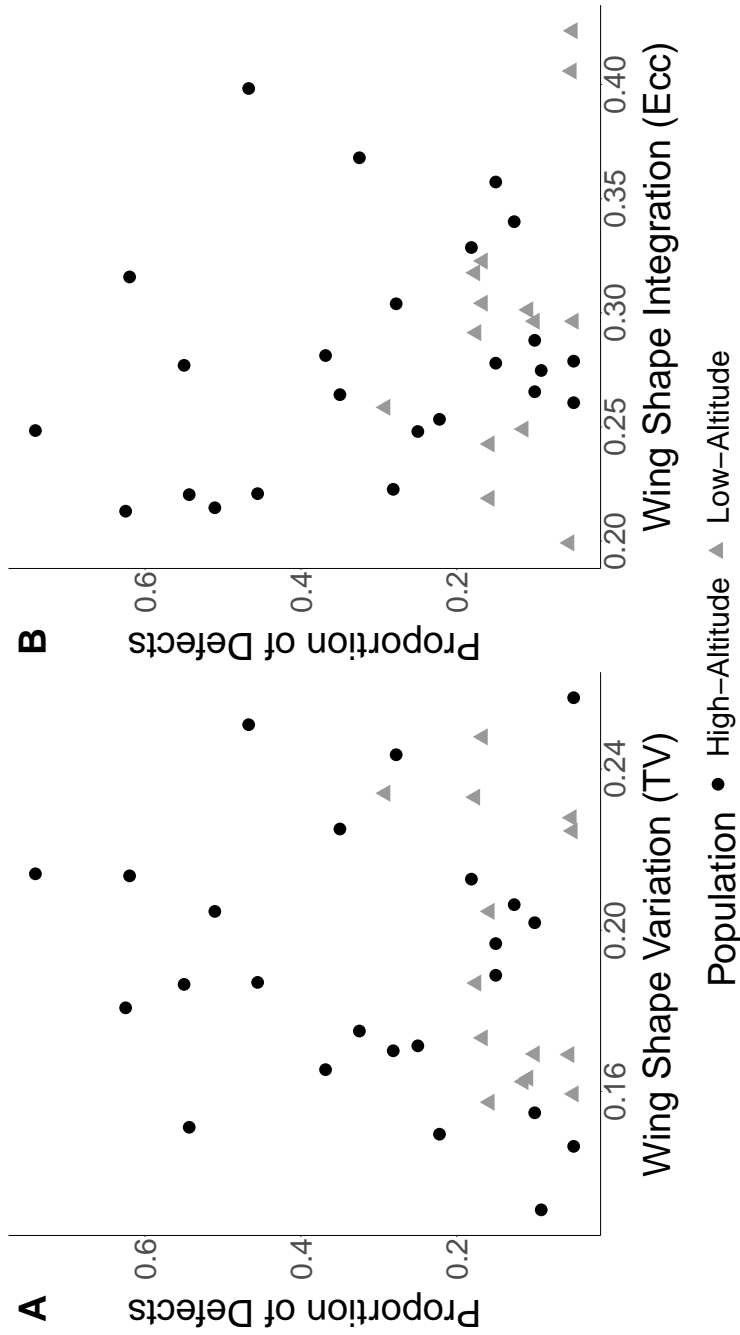 A
Proportion of Defects
0.6
0.4
0.2
0.16
0.20
0.24
Wing Shape Variation (TV)
B
Proportion of Defects
0.6
0.4
0.2
0.20
0.25
0.30
0.35
0.40
Wing Shape Integration (Ecc)
Population High−Altitude Low−Altitude